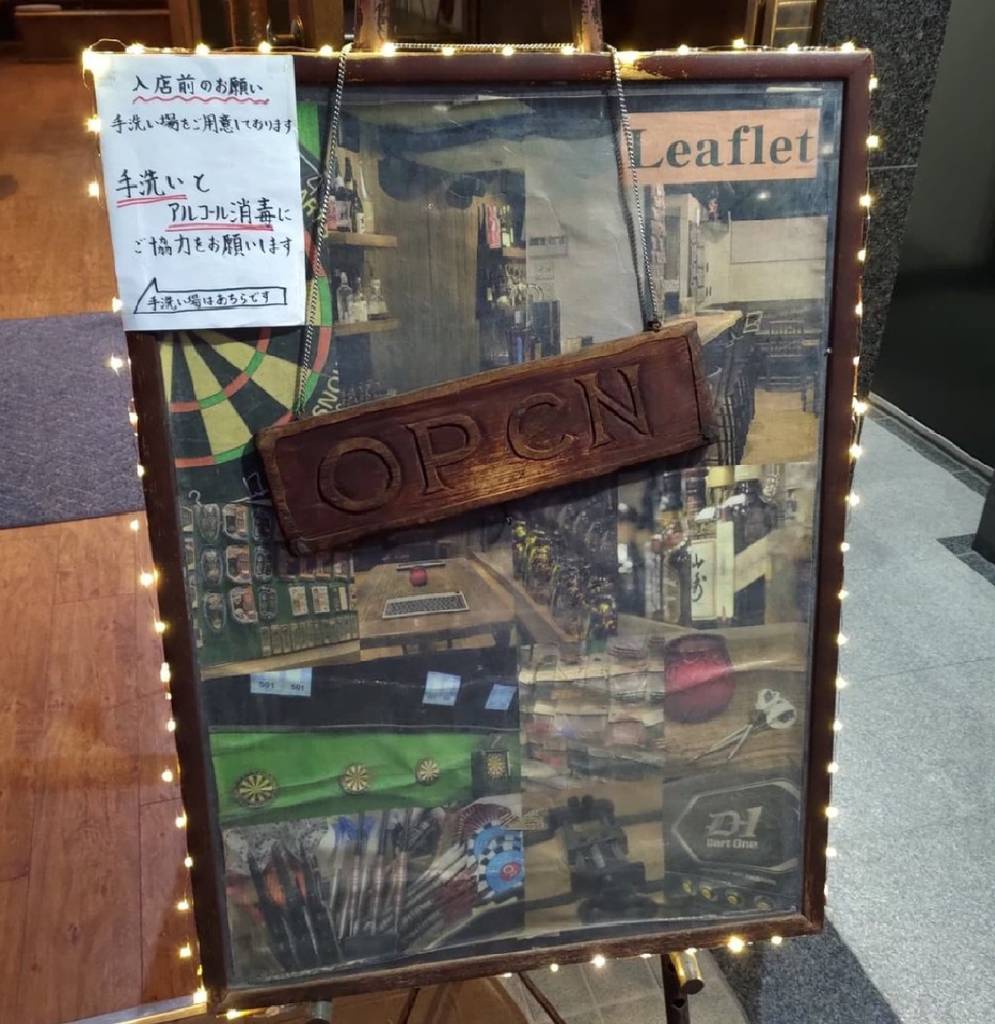 入店前のお願い
手洗い場をご用意しております
手洗いと
アルコール消毒に
ご協力をお願いします
手洗い場はあちらです
Leaflet
OPEN
501 501
D1
Dart One